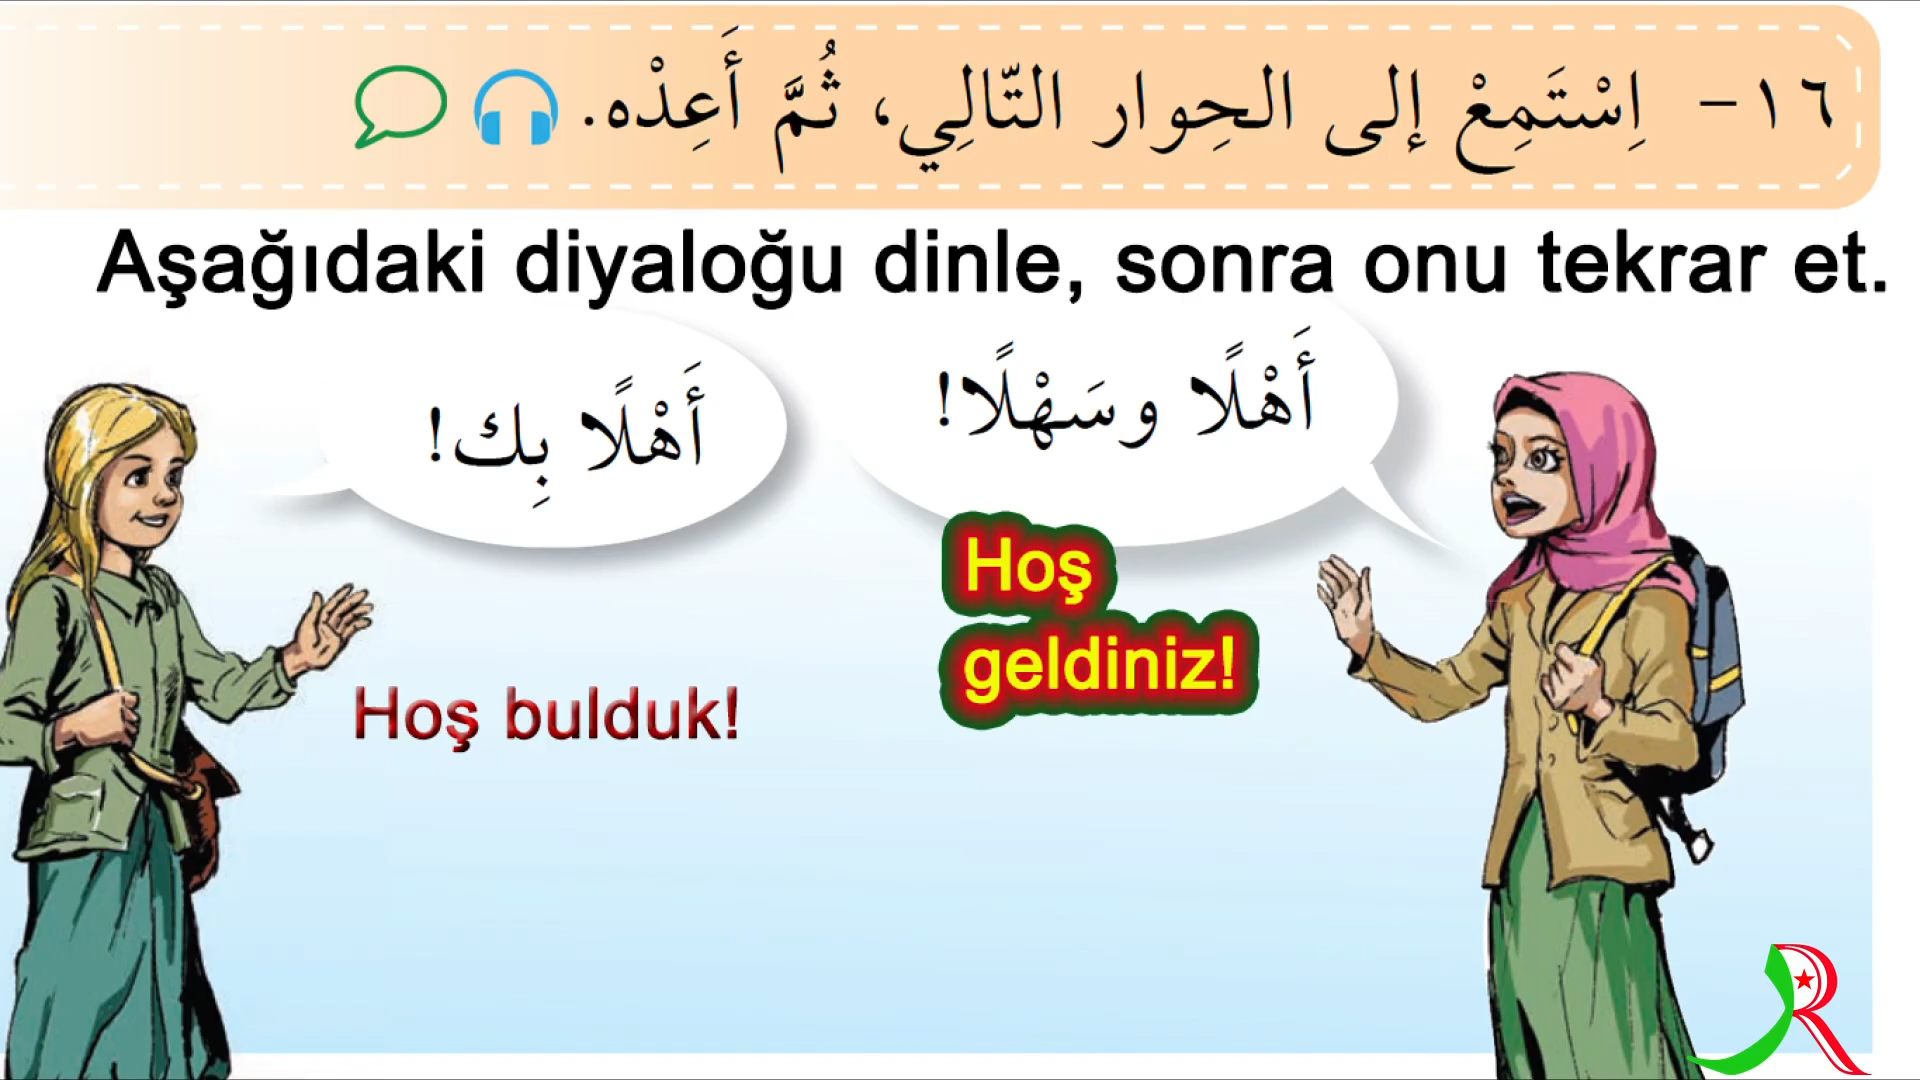 ١٦- اِسْتَمِعْ إلى الحِوار التّالِي، ثُمَّ أَعِدْه.
Aşağıdaki diyaloğu dinle, sonra onu tekrar et.
أَهْلًا وسَهْلًا!
أَهْلًا بِك!
Hoş
geldiniz!
Hoş bulduk!